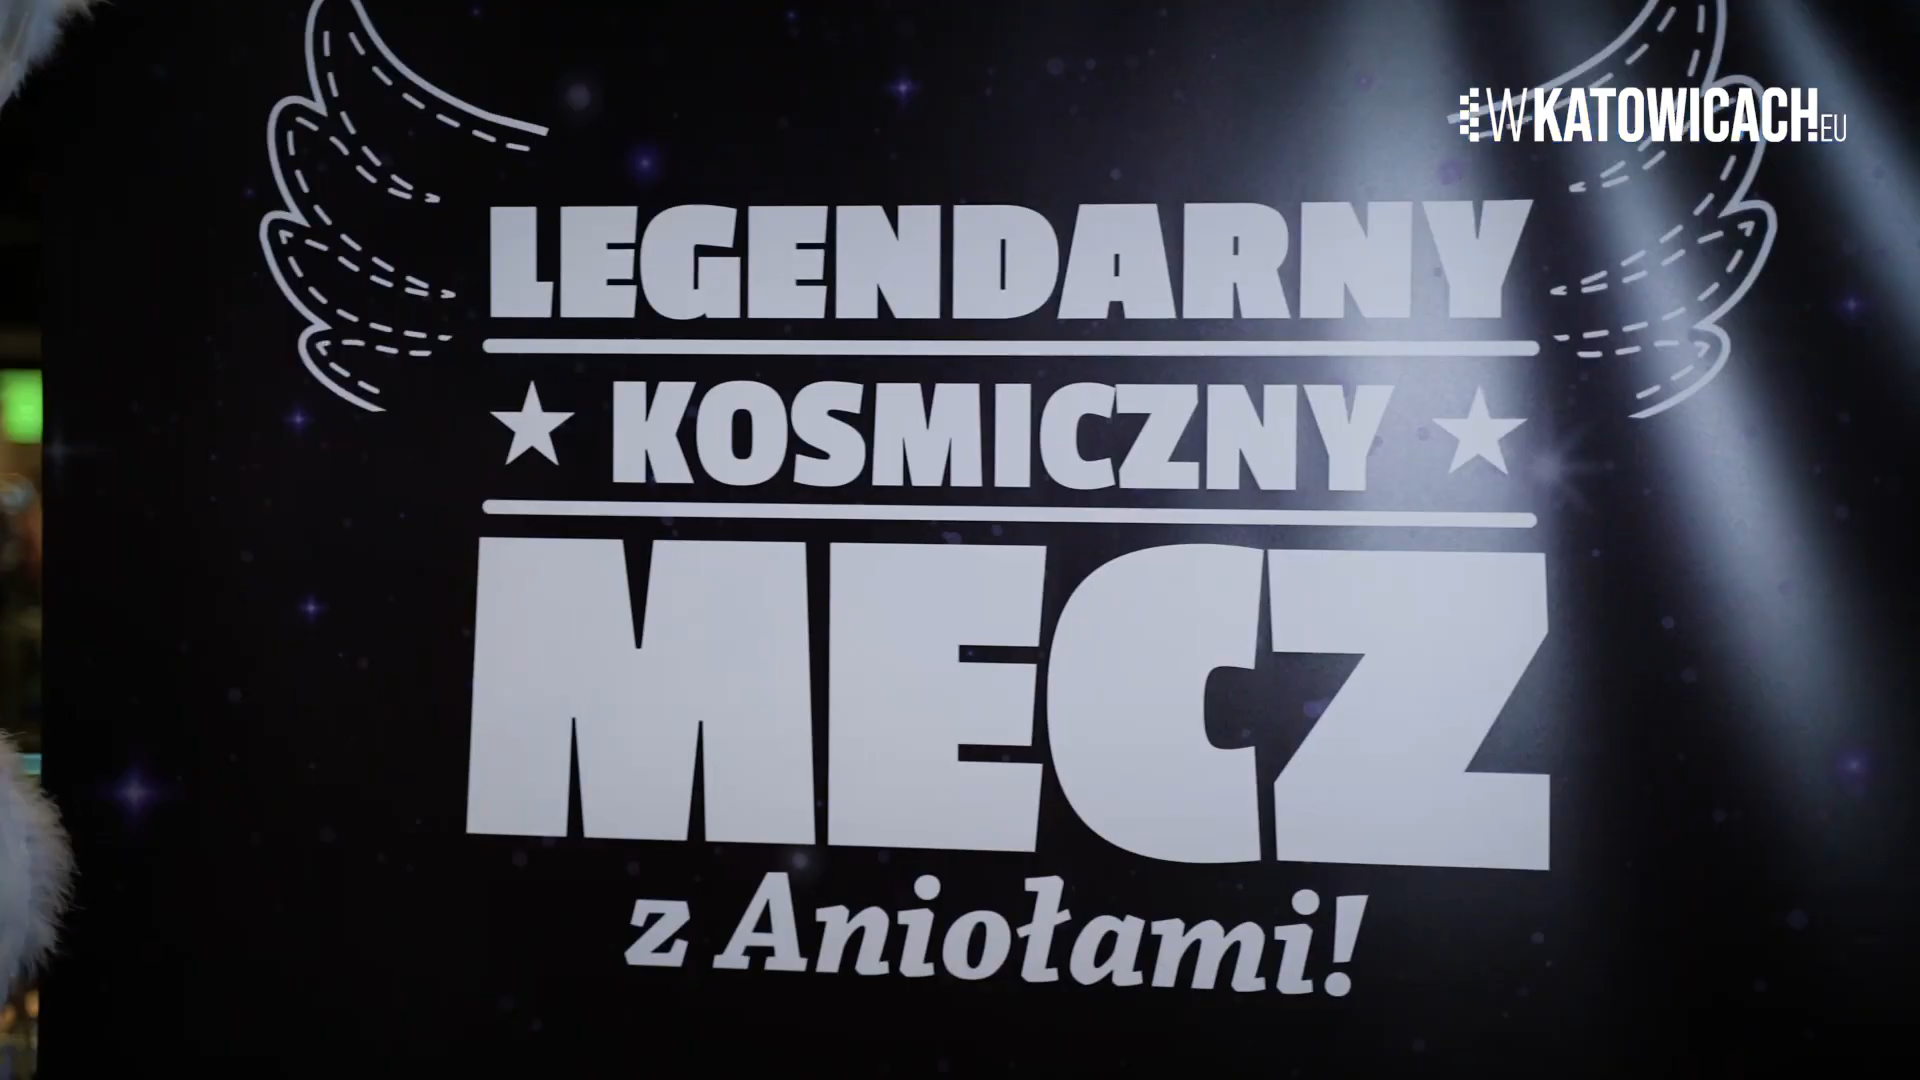 WKATOWICACH.EU
LEGENDARNY
★ KOSMICZNY ★
MECZ
z Aniołami!